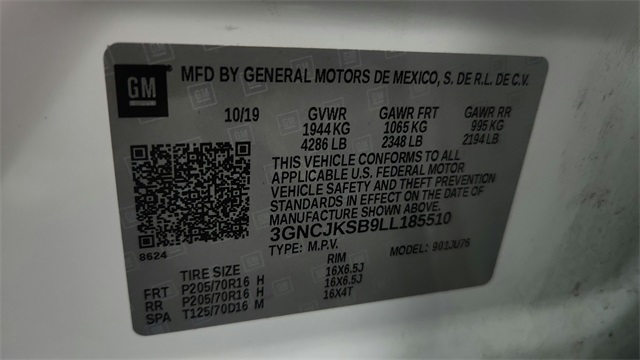 GM
MFD BY GENERAL MOTORS DE MEXICO, S. DE R.L. DE C.V.
10/19 GVWR GAWR FRT GAWR RR
1944 KG 1065 KG 995 KG
4286 LB 2348 LB 2194 LB
THIS VEHICLE CONFORMS TO ALL
APPLICABLE U.S. FEDERAL MOTOR
VEHICLE SAFETY AND THEFT PREVENTION
STANDARDS IN EFFECT ON THE DATE OF
MANUFACTURE SHOWN ABOVE.
3GNCJKSB9LL185510
8624
TYPE: M.P.V. MODEL: 901JU76
TIRE SIZE RIM
FRT P205/70R16 H 16X6.5J
RR P205/70R16 H 16X6.5J
SPA T125/70D16 M 16X4T